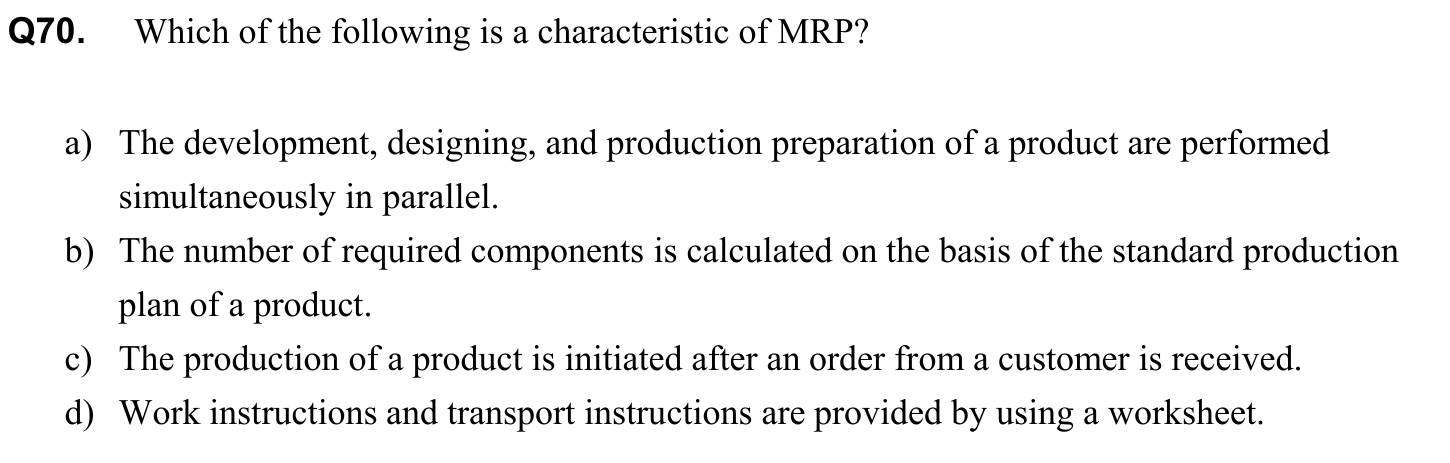 Q70. Which of the following is a characteristic of MRP?
a) The development, designing, and production preparation of a product are performed
simultaneously in parallel.
b) The number of required components is calculated on the basis of the standard production
plan of a product.
c) The production of a product is initiated after an order from a customer is received.
d) Work instructions and transport instructions are provided by using a worksheet.